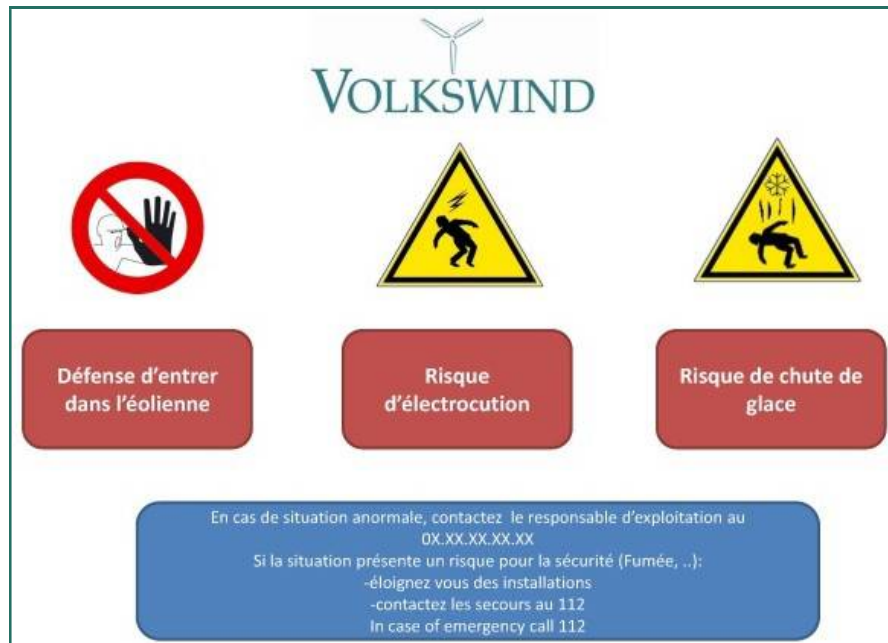 VOLKSWIND
Défense d'entrer
dans l'éolienne
Risque
d'électrocution
Risque de chute de
glace
En cas de situation anormale, contactez le responsable d'exploitation au
0X.XX.XX.XX.XX
Si la situation présente un risque pour la sécurité (Fumée, ..):
-éloignez vous des installations
-contactez les secours au 112
In case of emergency call 112